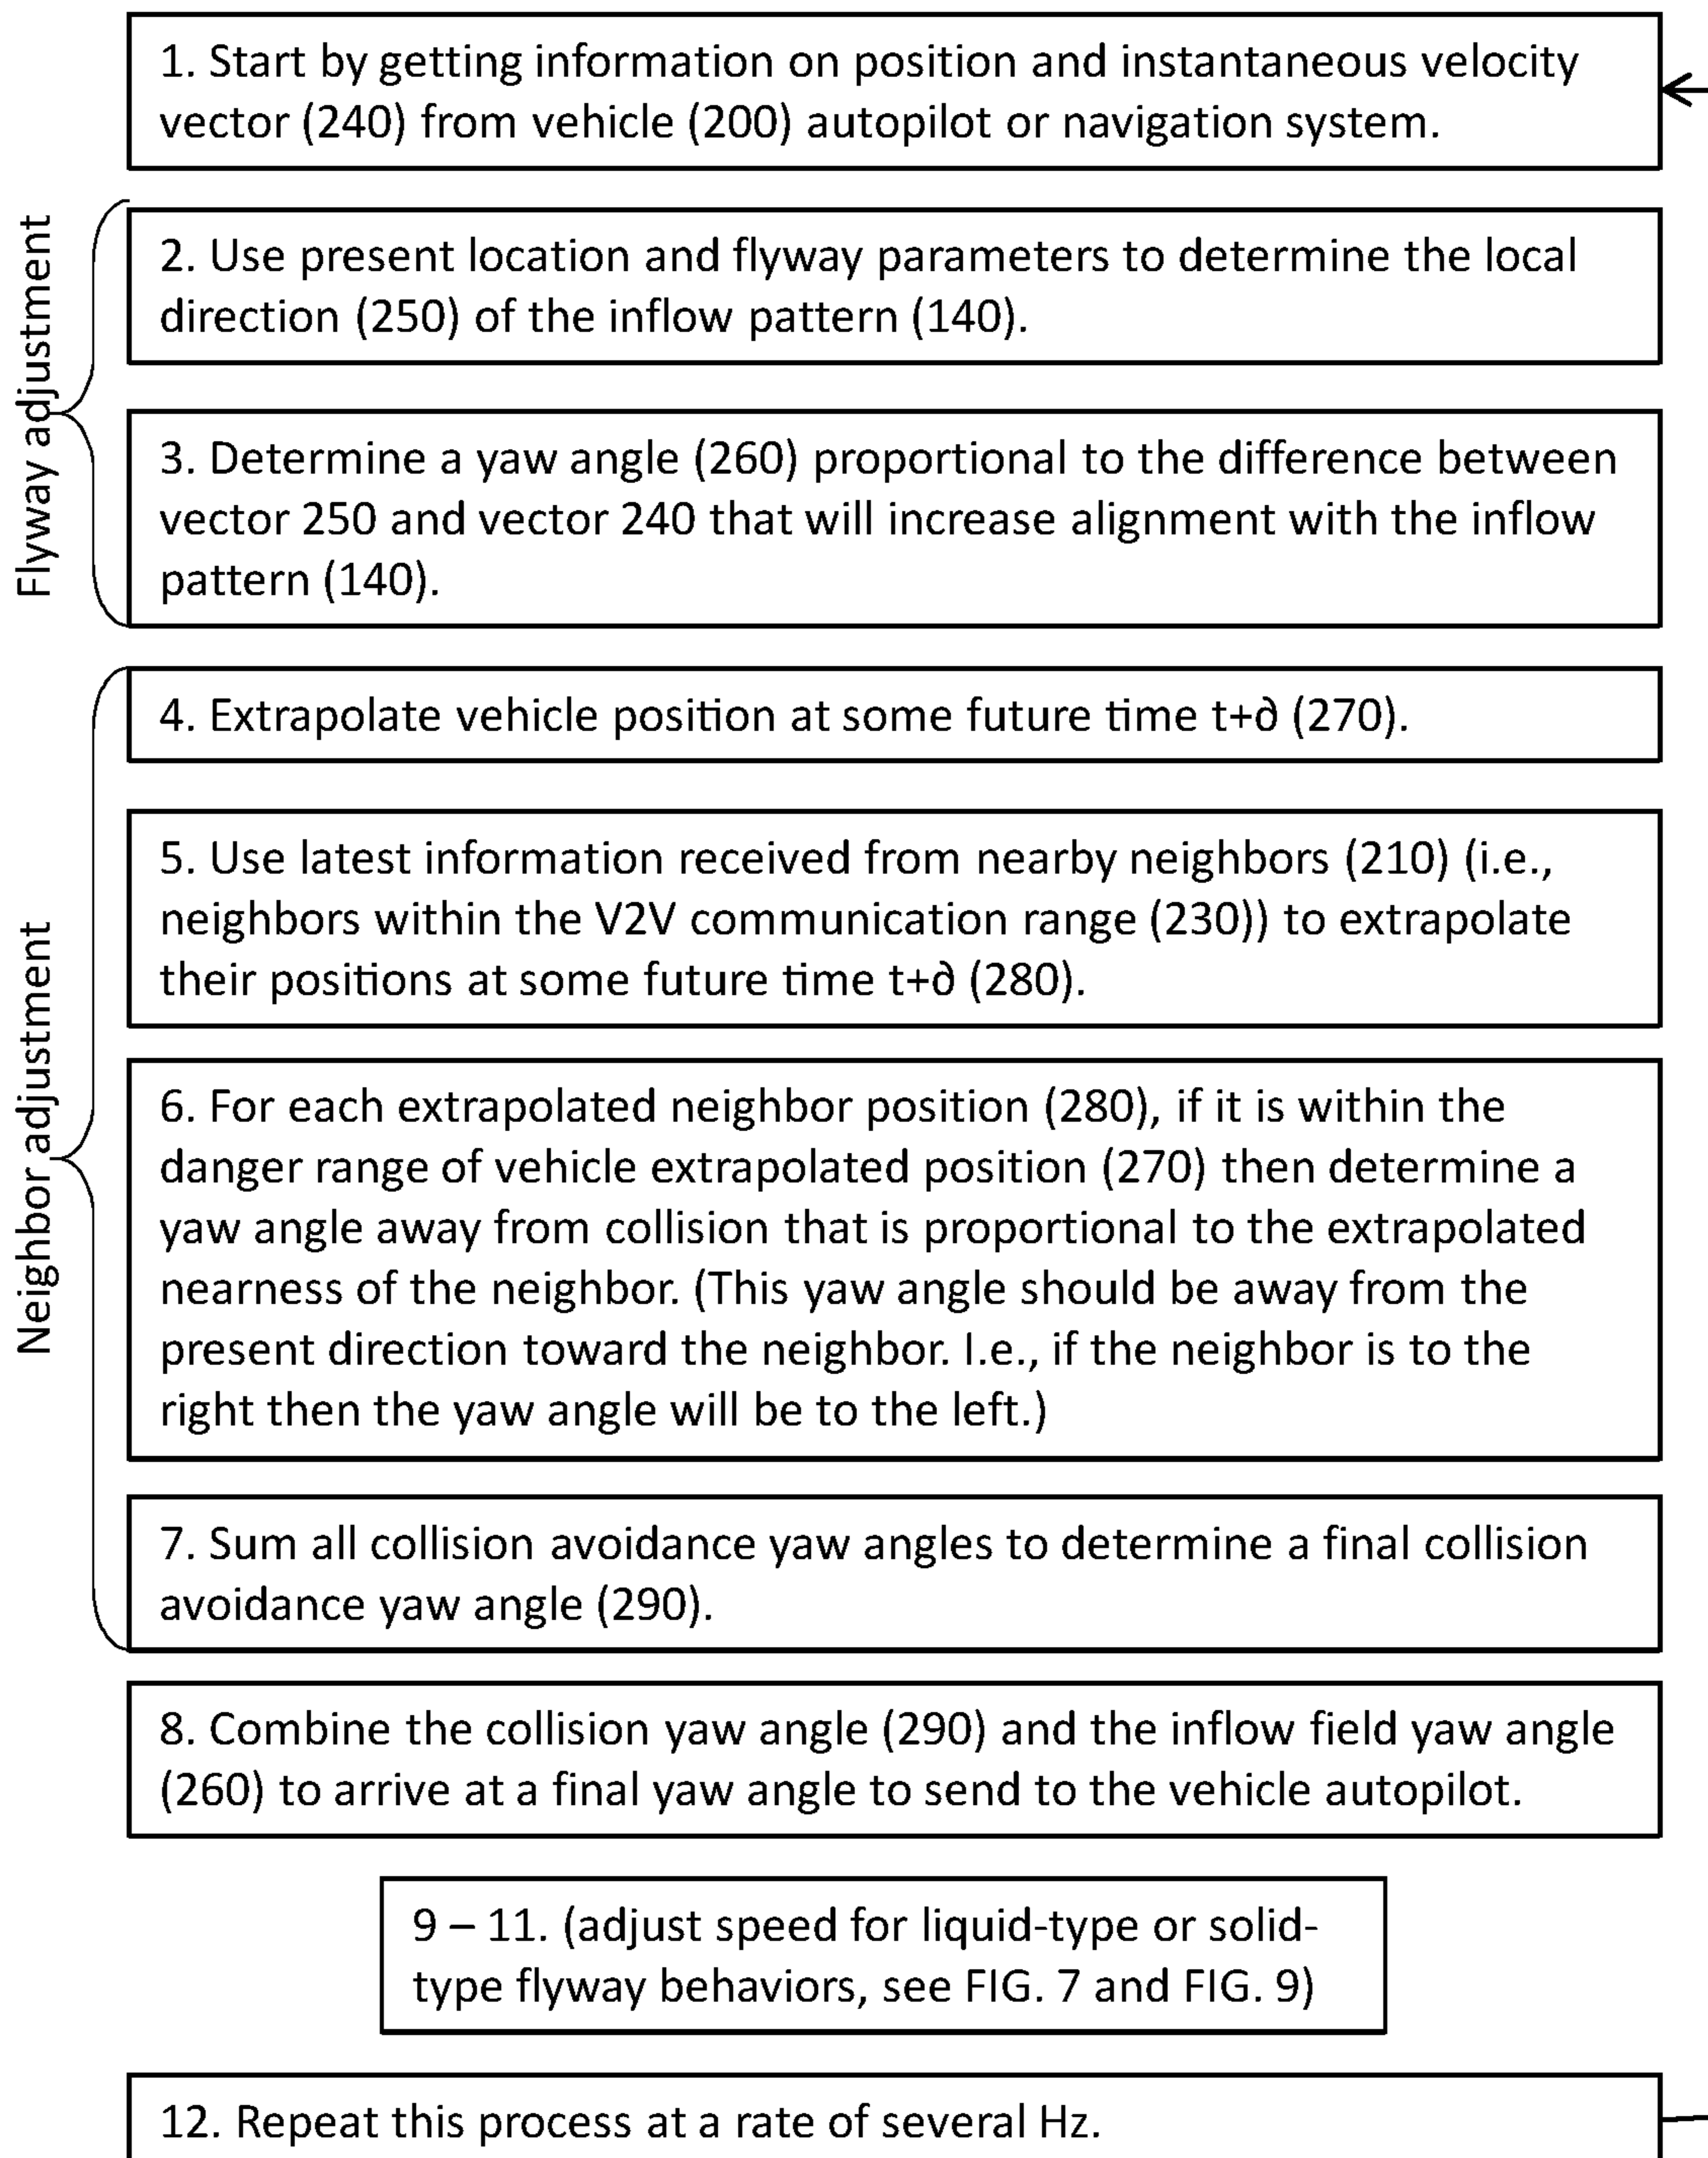 1. Start by getting information on position and instantaneous velocity
vector (240) from vehicle (200) autopilot or navigation system.
Flyway adjustment
2. Use present location and flyway parameters to determine the local
direction (250) of the inflow pattern (140).
3. Determine a yaw angle (260) proportional to the difference between
vector 250 and vector 240 that will increase alignment with the inflow
pattern (140).
Neighbor adjustment
4. Extrapolate vehicle position at some future time t+∂ (270).
5. Use latest information received from nearby neighbors (210) (i.e.,
neighbors within the V2V communication range (230)) to extrapolate
their positions at some future time t+∂ (280).
6. For each extrapolated neighbor position (280), if it is within the
danger range of vehicle extrapolated position (270) then determine a
yaw angle away from collision that is proportional to the extrapolated
nearness of the neighbor. (This yaw angle should be away from the
present direction toward the neighbor. I.e., if the neighbor is to the
right then the yaw angle will be to the left.)
7. Sum all collision avoidance yaw angles to determine a final collision
avoidance yaw angle (290).
8. Combine the collision yaw angle (290) and the inflow field yaw angle
(260) to arrive at a final yaw angle to send to the vehicle autopilot.
9 – 11. (adjust speed for liquid-type or solid-
type flyway behaviors, see FIG. 7 and FIG. 9)
12. Repeat this process at a rate of several Hz.